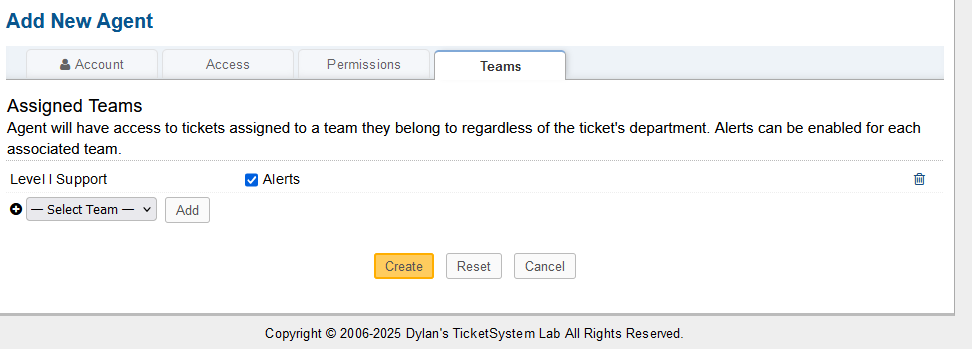 Add New Agent
Account
Access
Permissions
Teams
Assigned Teams
Agent will have access to tickets assigned to a team they belong to regardless of the ticket's department. Alerts can be enabled for each
associated team.
Level I Support
Alerts
— Select Team —
Add
Create
Reset
Cancel
Copyright © 2006-2025 Dylan's TicketSystem Lab All Rights Reserved.